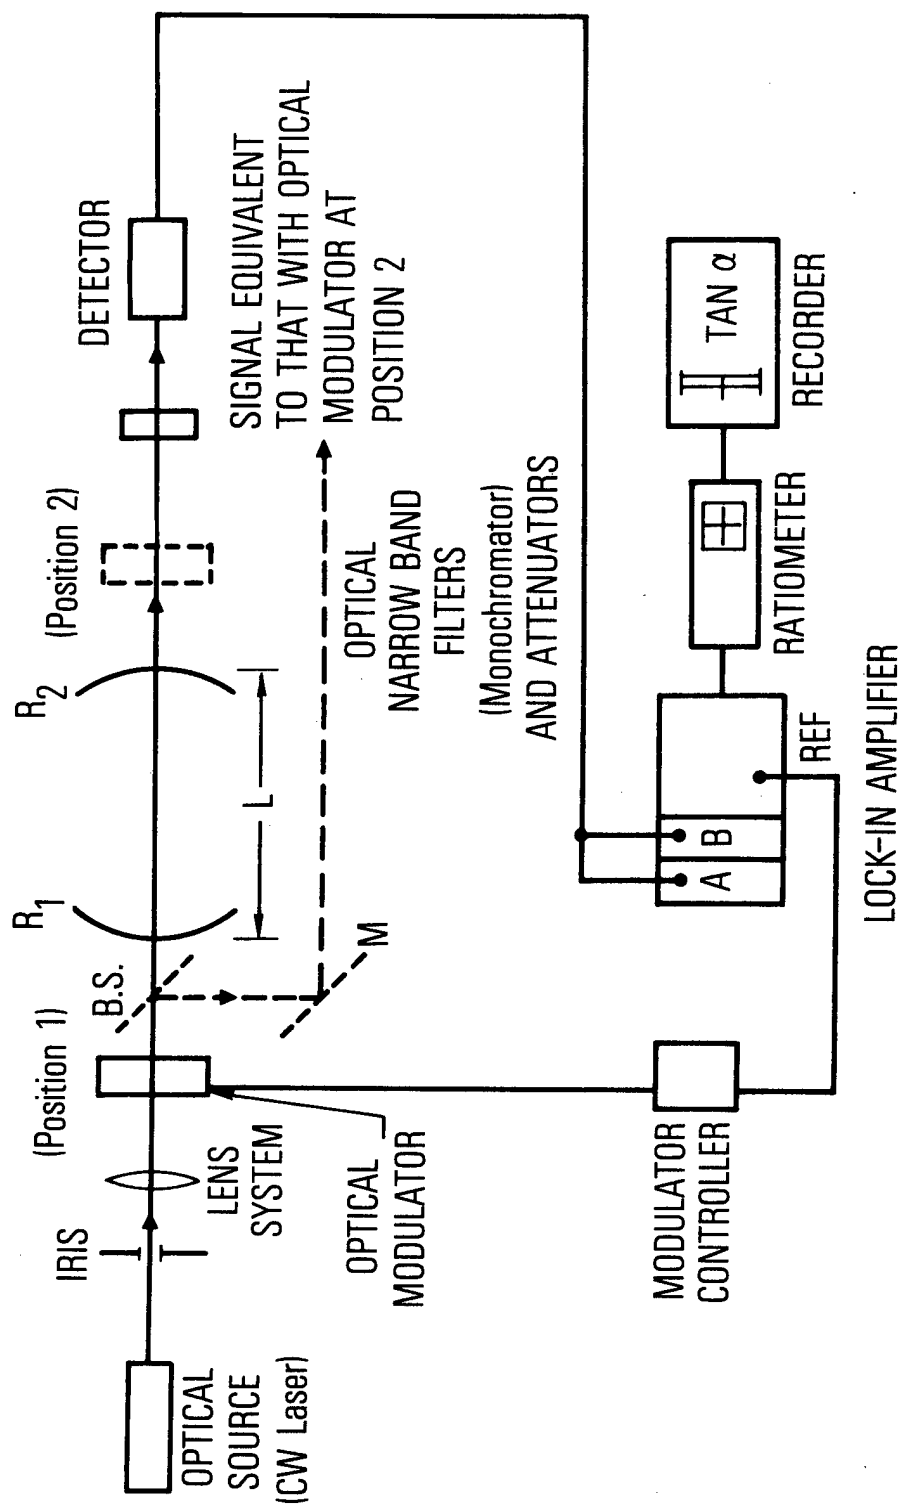 OPTICAL
SOURCE
(CW Laser)
IRIS
LENS
SYSTEM
(Position 1)
OPTICAL
MODULATOR
B.S.
M
R1
R2
L
(Position 2)
DETECTOR
SIGNAL EQUIVALENT
TO THAT WITH OPTICAL
MODULATOR AT
POSITION 2
OPTICAL
NARROW BAND
FILTERS
(Monochromator)
AND ATTENUATORS
MODULATOR
CONTROLLER
A
B
REF
LOCK-IN AMPLIFIER
RATIOMETER
TAN α
RECORDER